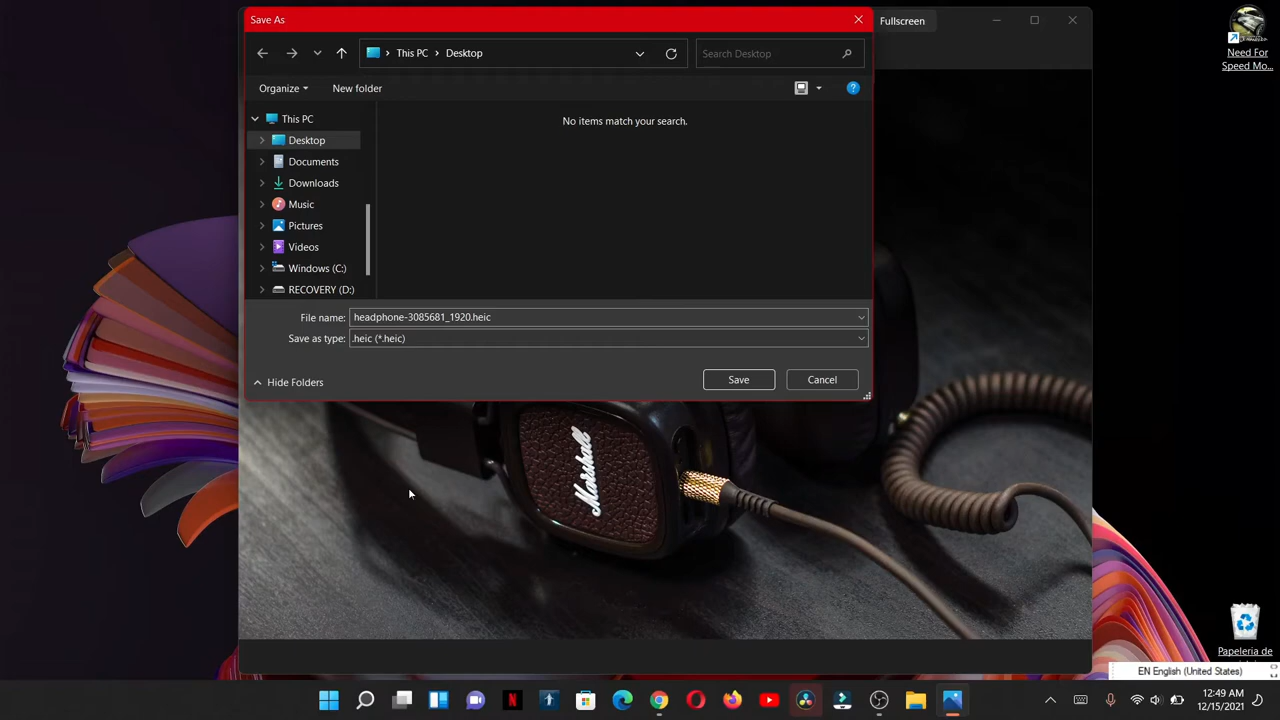 Save As
Fullscreen
This PC
Desktop
Search Desktop
Organize
New folder
This PC
Desktop
Documents
Downloads
Music
Pictures
Videos
Windows (C:)
RECOVERY (D:)
No items match your search.
File name:
headphone-3085681_1920.heic
Save as type:
.heic (*.heic)
Hide Folders
Save
Cancel
Marshall
Need For
Speed Mo...
Papeleria de
EN English (United States)
12:49 AM
12/15/2021